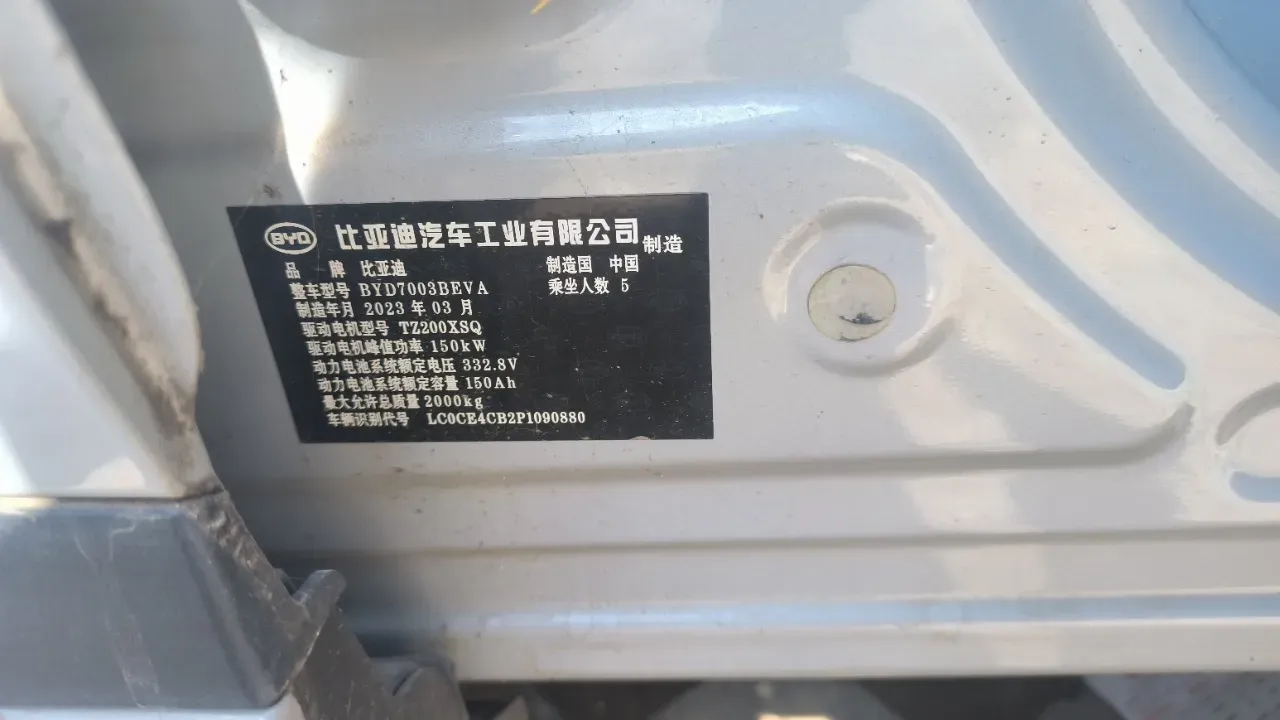 BYD 比亚迪汽车工业有限公司 制造
品 牌 比亚迪 制造国 中国
整车型号 BYD7003BEVA 乘坐人数 5
制造年月 2023 年 03 月
驱动电机型号 TZ200XSQ
驱动电机峰值功率 150kW
动力电池系统额定电压 332.8V
动力电池系统额定容量 150Ah
最大允许总质量 2000kg
车辆识别代号 LC0CE4CB2P1090880